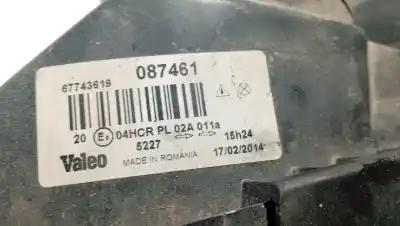 67743619 087461
20 E 04HCR PL 02A 011a
5227 15h24
Valeo MADE IN ROMANIA 17/02/2014